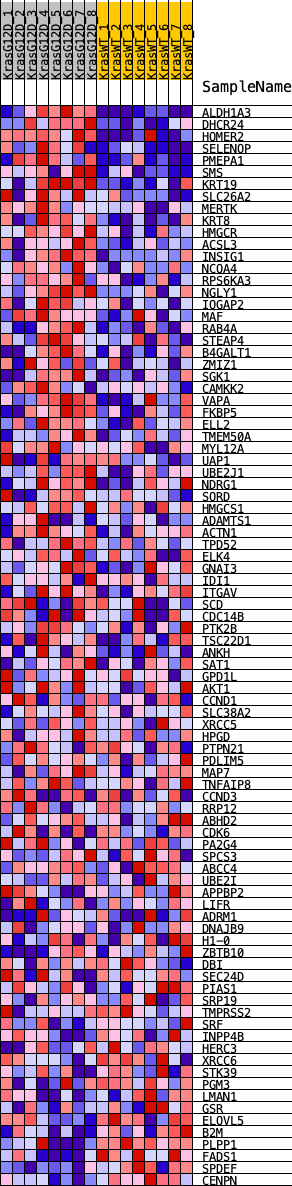 KrasG12D_1
KrasG12D_2
KrasG12D_3
KrasG12D_4
KrasG12D_5
KrasG12D_6
KrasG12D_7
KrasG12D_8
KrasWT_1
KrasWT_2
KrasWT_3
KrasWT_4
KrasWT_5
KrasWT_6
KrasWT_7
KrasWT_8
SampleName
ALDH1A3
DHCR24
HOMER2
SELENOP
PMEPA1
SMS
KRT19
SLC26A2
MERTK
KRT8
HMGCR
ACSL3
INSIG1
NCOA4
RPS6KA3
NGLY1
IQGAP2
MAF
RAB4A
STEAP4
B4GALT1
ZMIZ1
SGK1
CAMKK2
VAPA
FKBP5
ELL2
TMEM50A
MYL12A
UAP1
UBE2J1
NDRG1
SORD
HMGCS1
ADAMTS1
ACTN1
TPD52
ELK4
GNAI3
IDI1
ITGAV
SCD
CDC14B
PTK2B
TSC22D1
ANKH
SAT1
GPD1L
AKT1
CCND1
SLC38A2
XRCC5
HPGD
PTPN21
PDLIM5
MAP7
TNFAIP8
CCND3
RRP12
ABHD2
CDK6
PA2G4
SPCS3
ABCC4
UBE2I
APPBP2
LIFR
ADRM1
DNAJB9
H1-0
ZBTB10
DBI
SEC24D
PIAS1
SRP19
TMPRSS2
SRF
INPP4B
HERC3
XRCC6
STK39
PGM3
LMAN1
GSR
ELOVL5
B2M
PLPP1
FADS1
SPDEF
CENPN